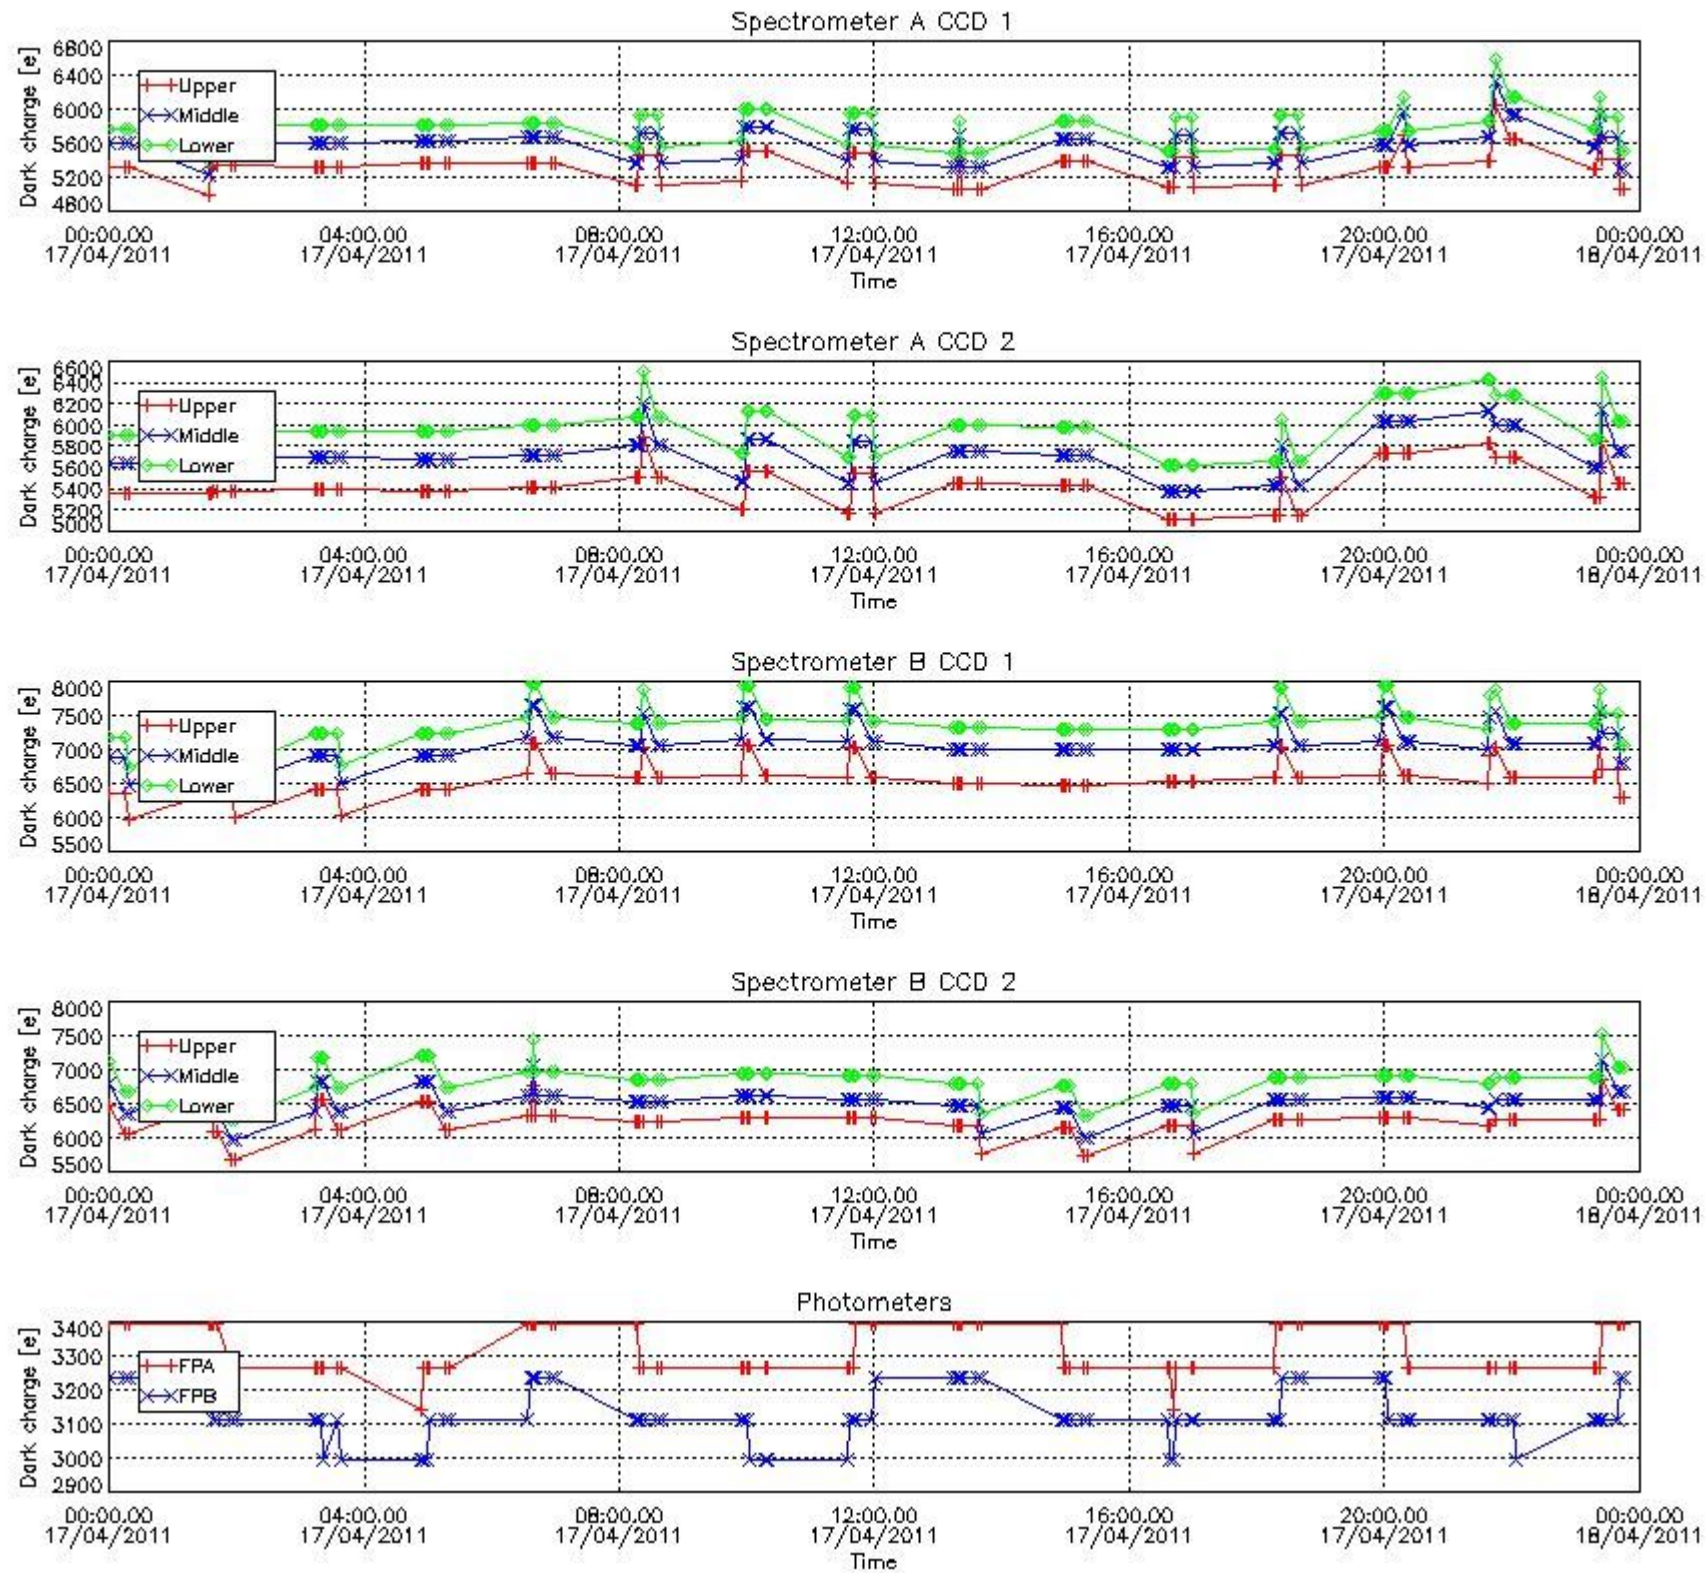 Spectrometer A CCD 1
Dark charge [e]
6800
6400
6000
5600
5200
4800
Upper
Middle
Lower
00:00.00 04:00.00 08:00.00 12:00.00 16:00.00 20:00.00 00:00.00
17/04/2011 17/04/2011 17/04/2011 17/04/2011 17/04/2011 17/04/2011 18/04/2011
Time
Spectrometer A CCD 2
Dark charge [e]
6600
6400
6200
6000
5800
5600
5400
5200
5000
Upper
Middle
Lower
00:00.00 04:00.00 08:00.00 12:00.00 16:00.00 20:00.00 00:00.00
17/04/2011 17/04/2011 17/04/2011 17/04/2011 17/04/2011 17/04/2011 18/04/2011
Time
Spectrometer B CCD 1
Dark charge [e]
8000
7500
7000
6500
6000
5500
Upper
Middle
Lower
00:00.00 04:00.00 08:00.00 12:00.00 16:00.00 20:00.00 00:00.00
17/04/2011 17/04/2011 17/04/2011 17/04/2011 17/04/2011 17/04/2011 18/04/2011
Time
Spectrometer B CCD 2
Dark charge [e]
8000
7500
7000
6500
6000
5500
Upper
Middle
Lower
00:00.00 04:00.00 08:00.00 12:00.00 16:00.00 20:00.00 00:00.00
17/04/2011 17/04/2011 17/04/2011 17/04/2011 17/04/2011 17/04/2011 18/04/2011
Time
Photometers
Dark charge [e]
3400
3300
3200
3100
3000
2900
FPA
FPB
00:00.00 04:00.00 08:00.00 12:00.00 16:00.00 20:00.00 00:00.00
17/04/2011 17/04/2011 17/04/2011 17/04/2011 17/04/2011 17/04/2011 18/04/2011
Time